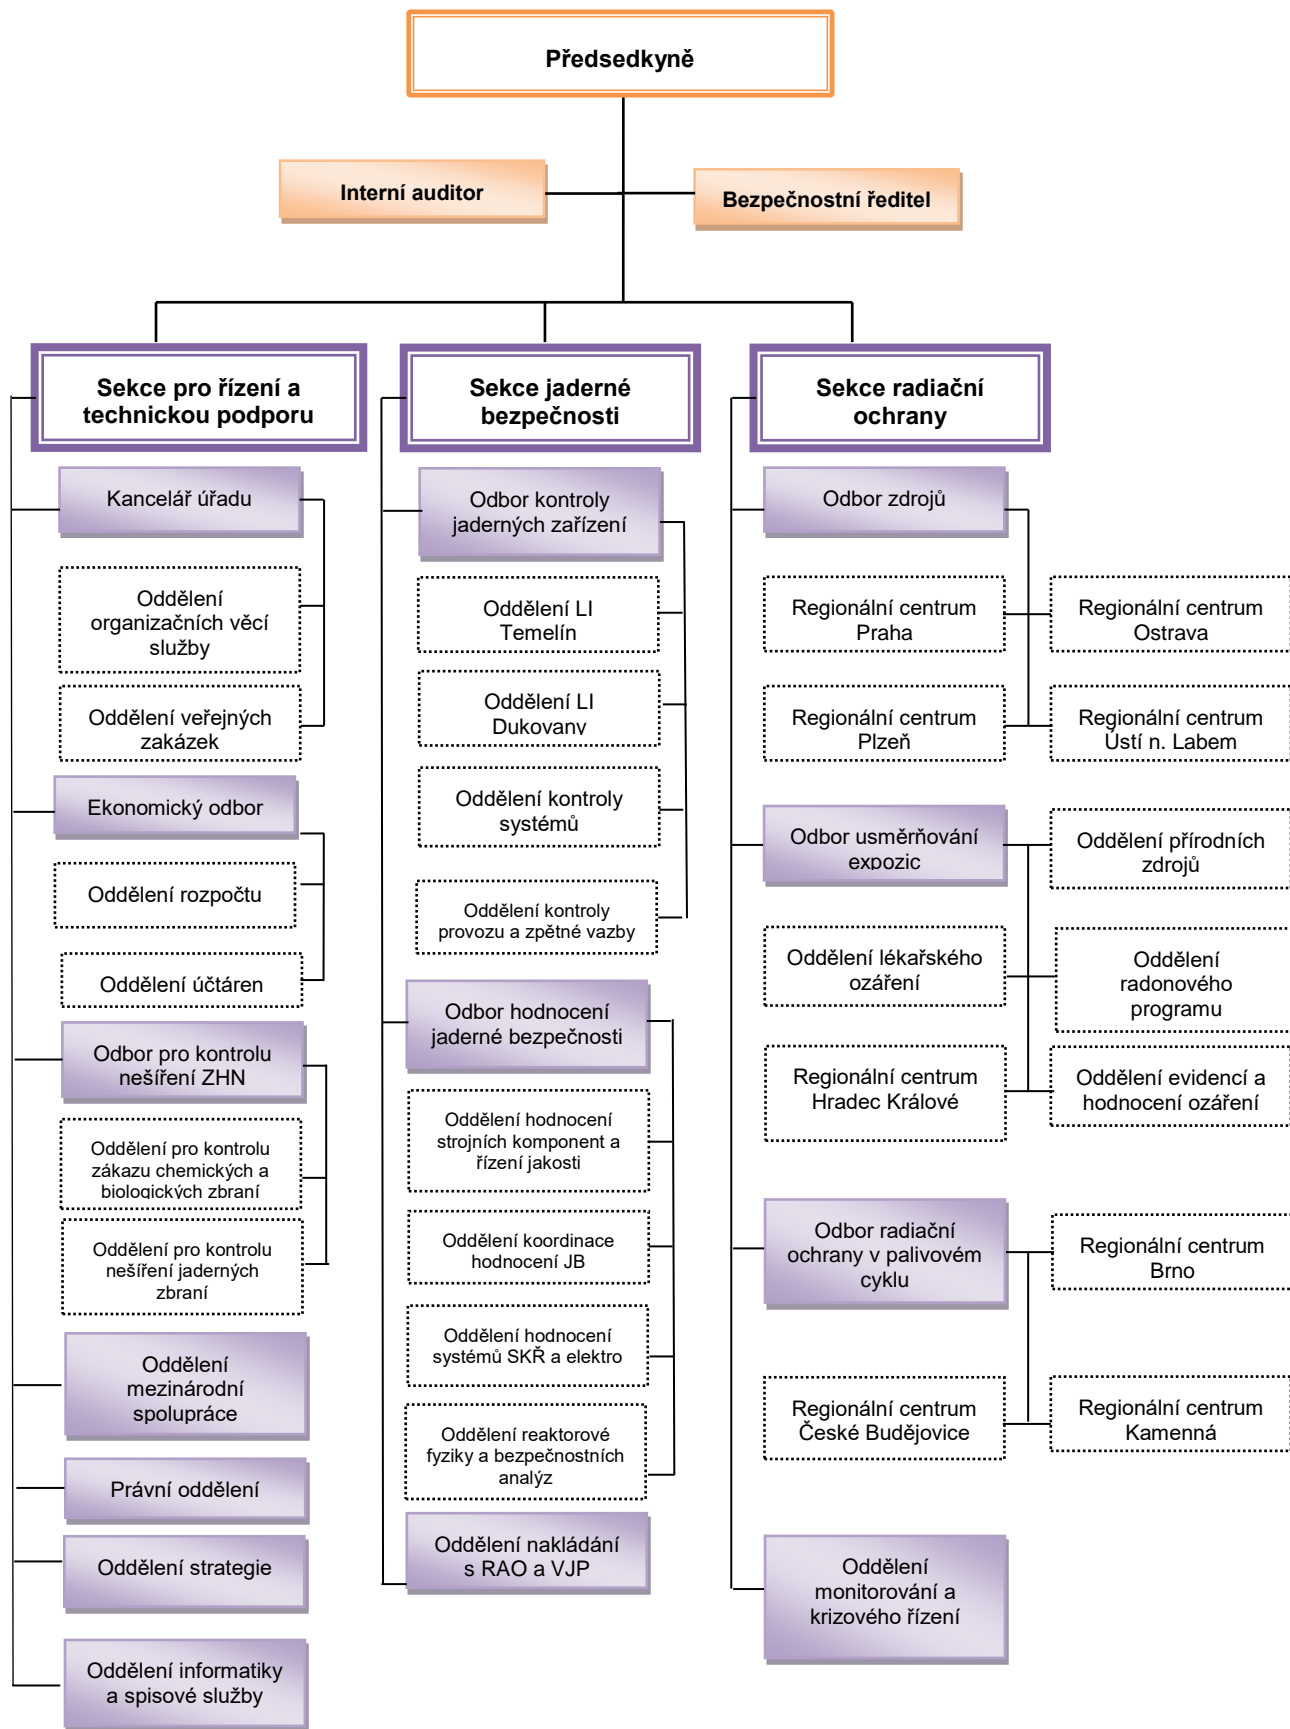 Předsedkyně
Interní auditor
Bezpečnostní ředitel
Sekce pro řízení a
technickou podporu
Kancelář úřadu
Oddělení
organizačních věcí
služby
Oddělení veřejných
zakázek
Ekonomický odbor
Oddělení rozpočtu
Oddělení účtáren
Odbor pro kontrolu
nešíření ZHN
Oddělení pro kontrolu
zákazu chemických a
biologických zbraní
Oddělení pro kontrolu
nešíření jaderných
zbraní
Oddělení
mezinárodní
spolupráce
Právní oddělení
Oddělení strategie
Oddělení informatiky
a spisové služby
Sekce jaderné
bezpečnosti
Odbor kontroly
jaderných zařízení
Oddělení LI
Temelín
Oddělení LI
Dukovany
Oddělení kontroly
systémů
Oddělení kontroly
provozu a zpětné vazby
Odbor hodnocení
jaderné bezpečnosti
Oddělení hodnocení
strojních komponent a
řízení jakosti
Oddělení koordinace
hodnocení JB
Oddělení hodnocení
systémů SKŘ a elektro
Oddělení reaktorové
fyziky a bezpečnostních
analýz
Oddělení nakládání
s RAO a VJP
Sekce radiační
ochrany
Odbor zdrojů
Regionální centrum
Praha
Regionální centrum
Ostrava
Regionální centrum
Plzeň
Regionální centrum
Ústí n. Labem
Odbor usměrňování
expozic
Oddělení přírodních
zdrojů
Oddělení lékařského
ozáření
Oddělení
radonového
programu
Regionální centrum
Hradec Králové
Oddělení evidencí a
hodnocení ozáření
Odbor radiační
ochrany v palivovém
cyklu
Regionální centrum
Brno
Regionální centrum
České Budějovice
Regionální centrum
Kamenná
Oddělení
monitorování a
krizového řízení